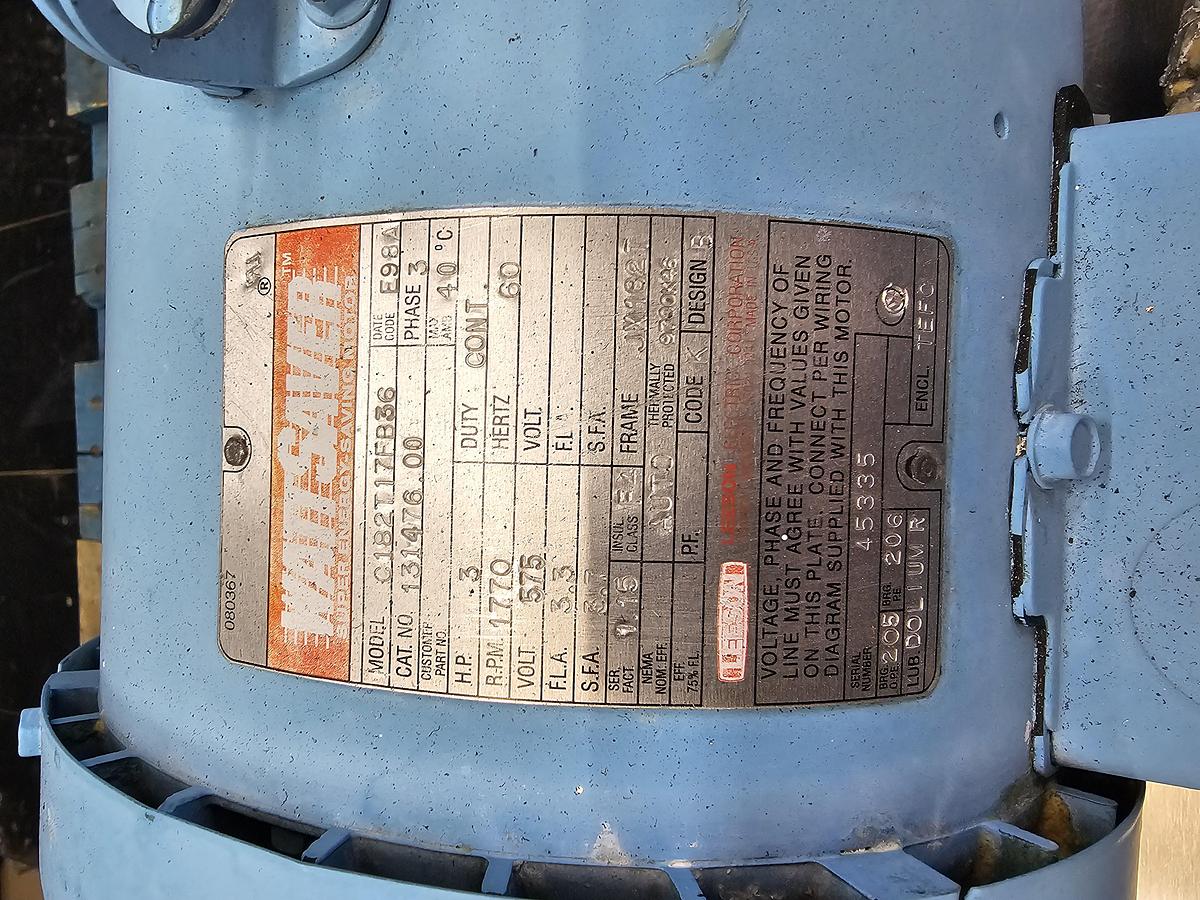 080367
®
WATTSAVER ™
SUPER ENERGY-SAVING MOTOR
MODEL C182T17FB36 DATE CODE E98A
CAT. NO. 131476.00 PHASE 3
CUSTOMER PART NO. MAX AMB 40 °C
H.P. 3 DUTY CONT.
R.P.M. 1770 HERTZ 60
VOLT 575 VOLT.
F.L.A. 3.3 F.L.A.
S.F.A. S.F.A.
SER. FACT 1.15 INSUL CLASS FRAME
NEMA NOM. EFF. AUTO THERMALLY PROTECTED
EFF. 75% FL. P.F. CODE K DESIGN B
LEESON LEESON ELECTRIC CORPORATION
MADE IN U.S.A.
VOLTAGE, PHASE AND FREQUENCY OF
LINE MUST AGREE WITH VALUES GIVEN
ON THIS PLATE. CONNECT PER WIRING
DIAGRAM SUPPLIED WITH THIS MOTOR.
SERIAL NUMBER 45335
BRG. O.P.E. 205 BRG. P.E. 206
LUB. DOLIUM R ENCL. TEFC